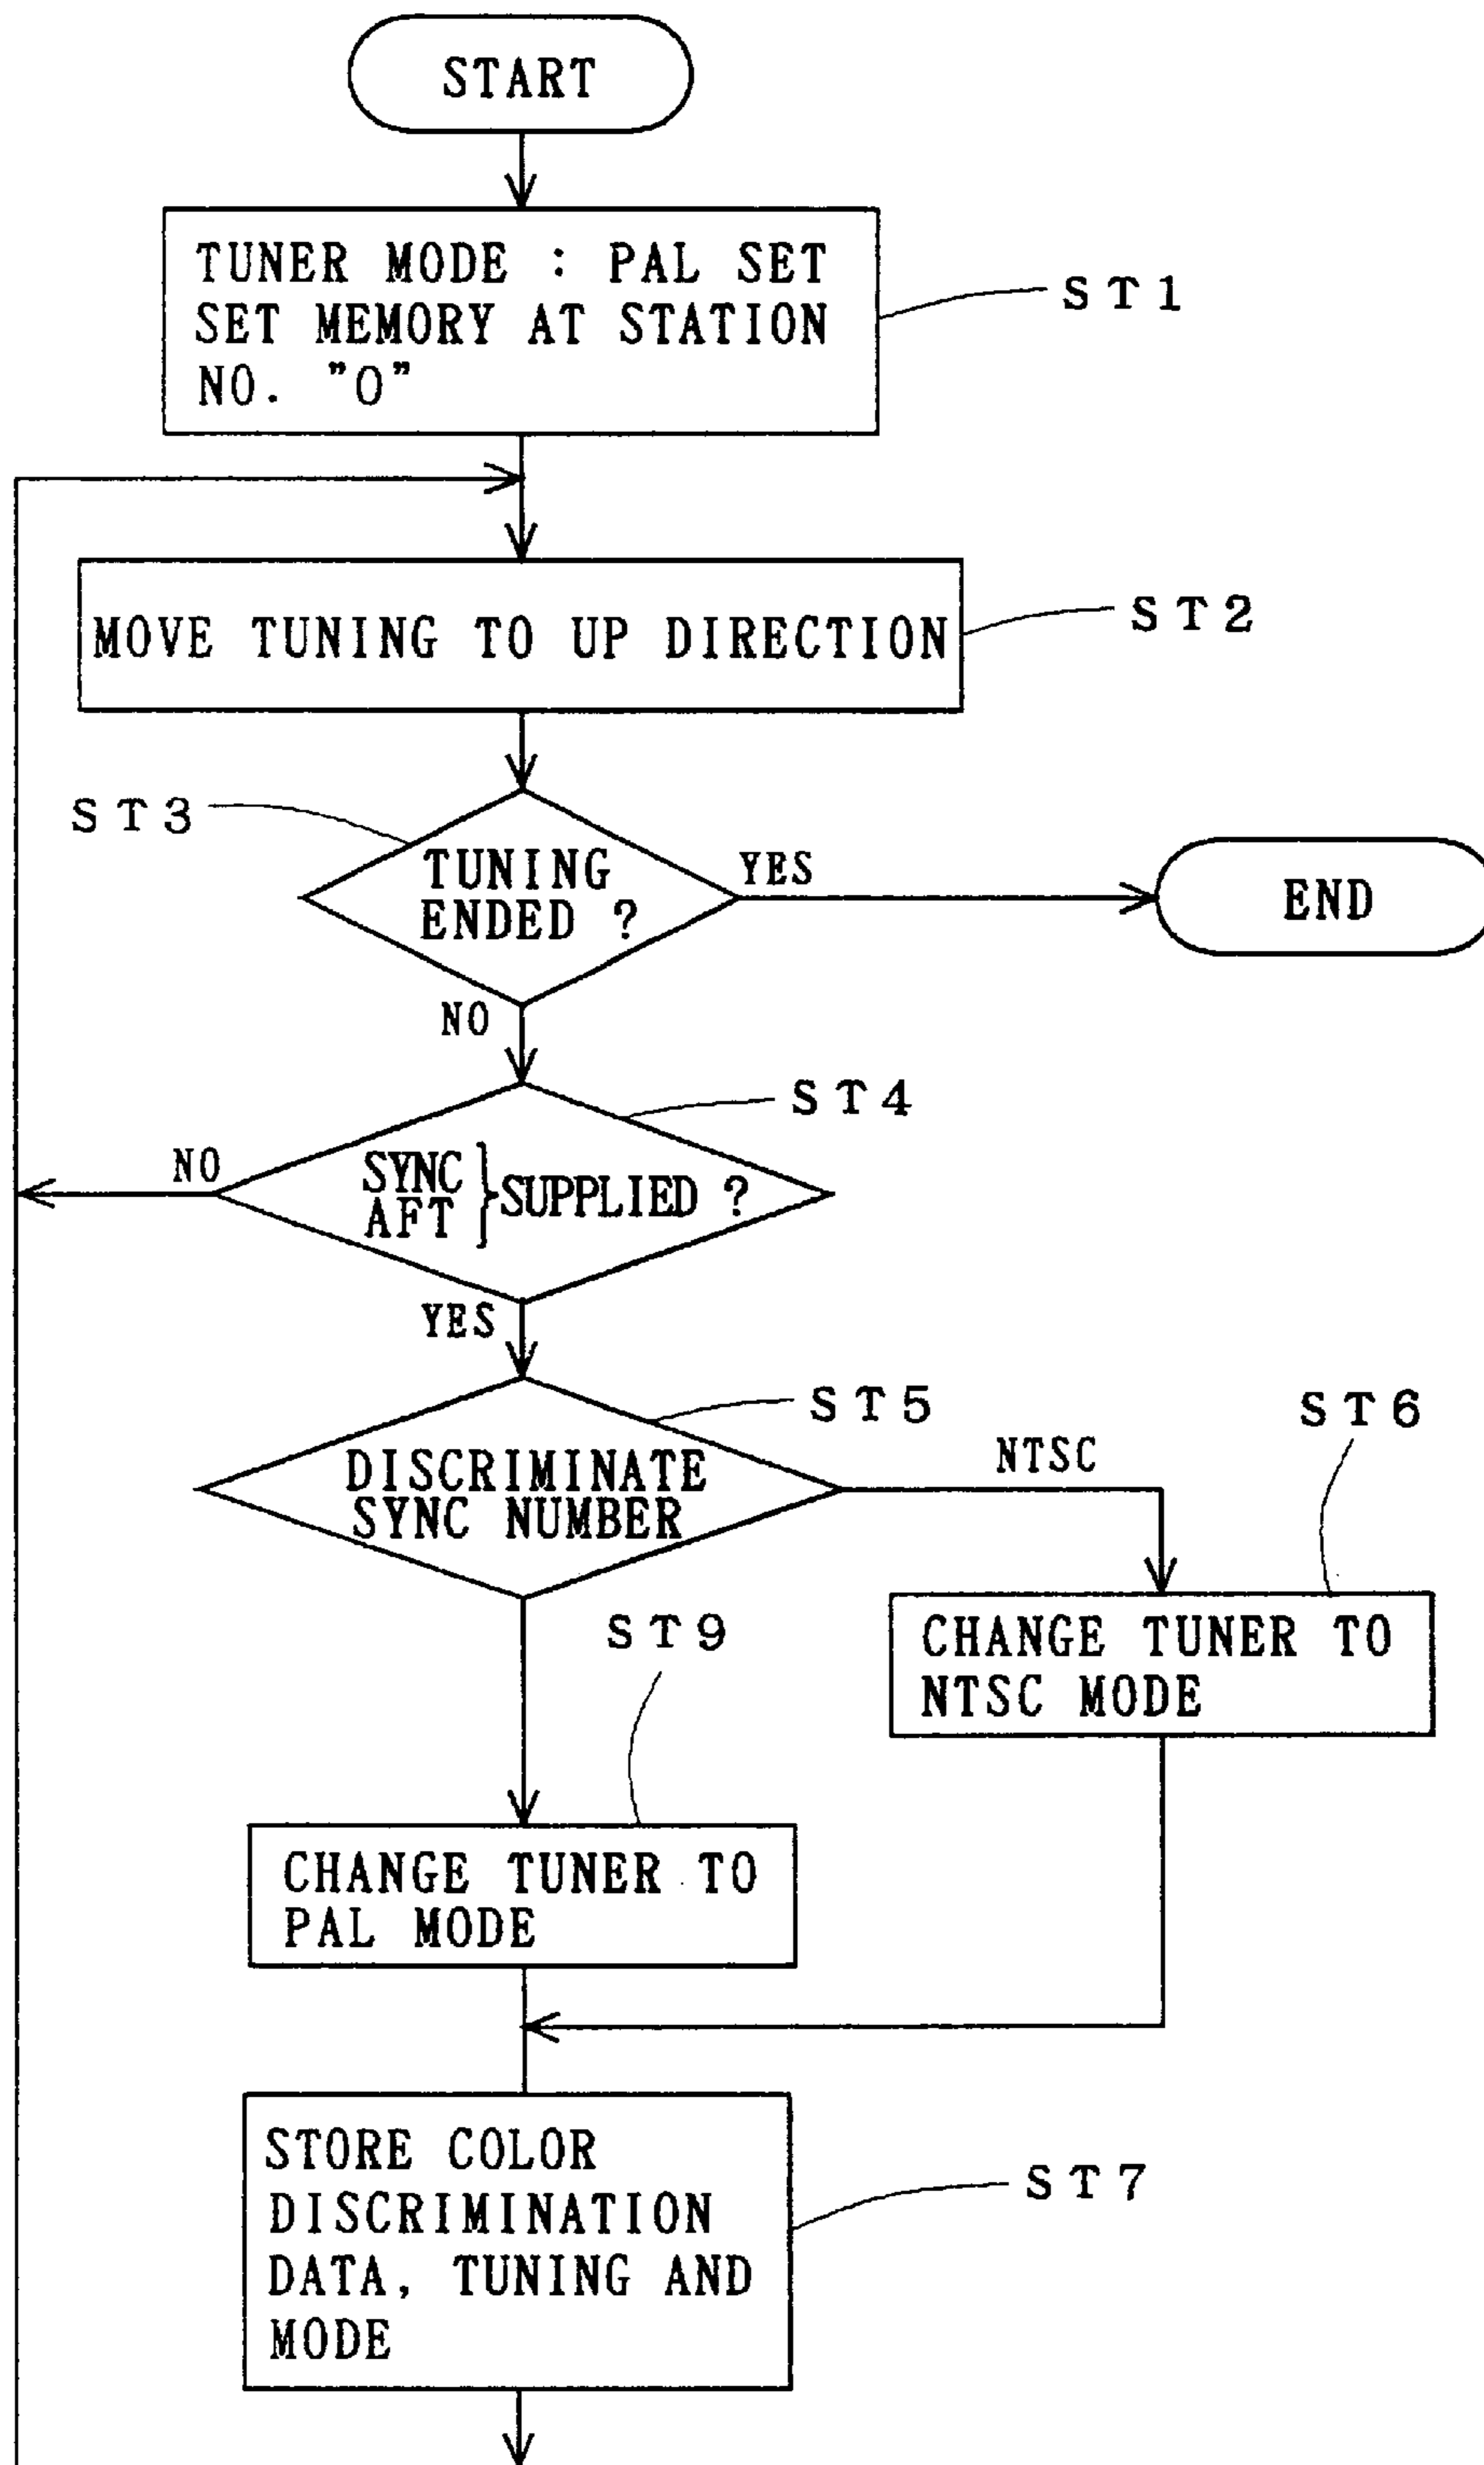 START
TUNER MODE : PAL SET
SET MEMORY AT STATION
NO. "0"
ST1
MOVE TUNING TO UP DIRECTION
ST2
ST3
TUNING
ENDED ?
YES
END
NO
ST4
NO
SYNC
AFT } SUPPLIED ?
YES
ST5
DISCRIMINATE
SYNC NUMBER
NTSC
ST6
CHANGE TUNER TO
NTSC MODE
ST9
CHANGE TUNER TO
PAL MODE
STORE COLOR
DISCRIMINATION
DATA, TUNING AND
MODE
ST7